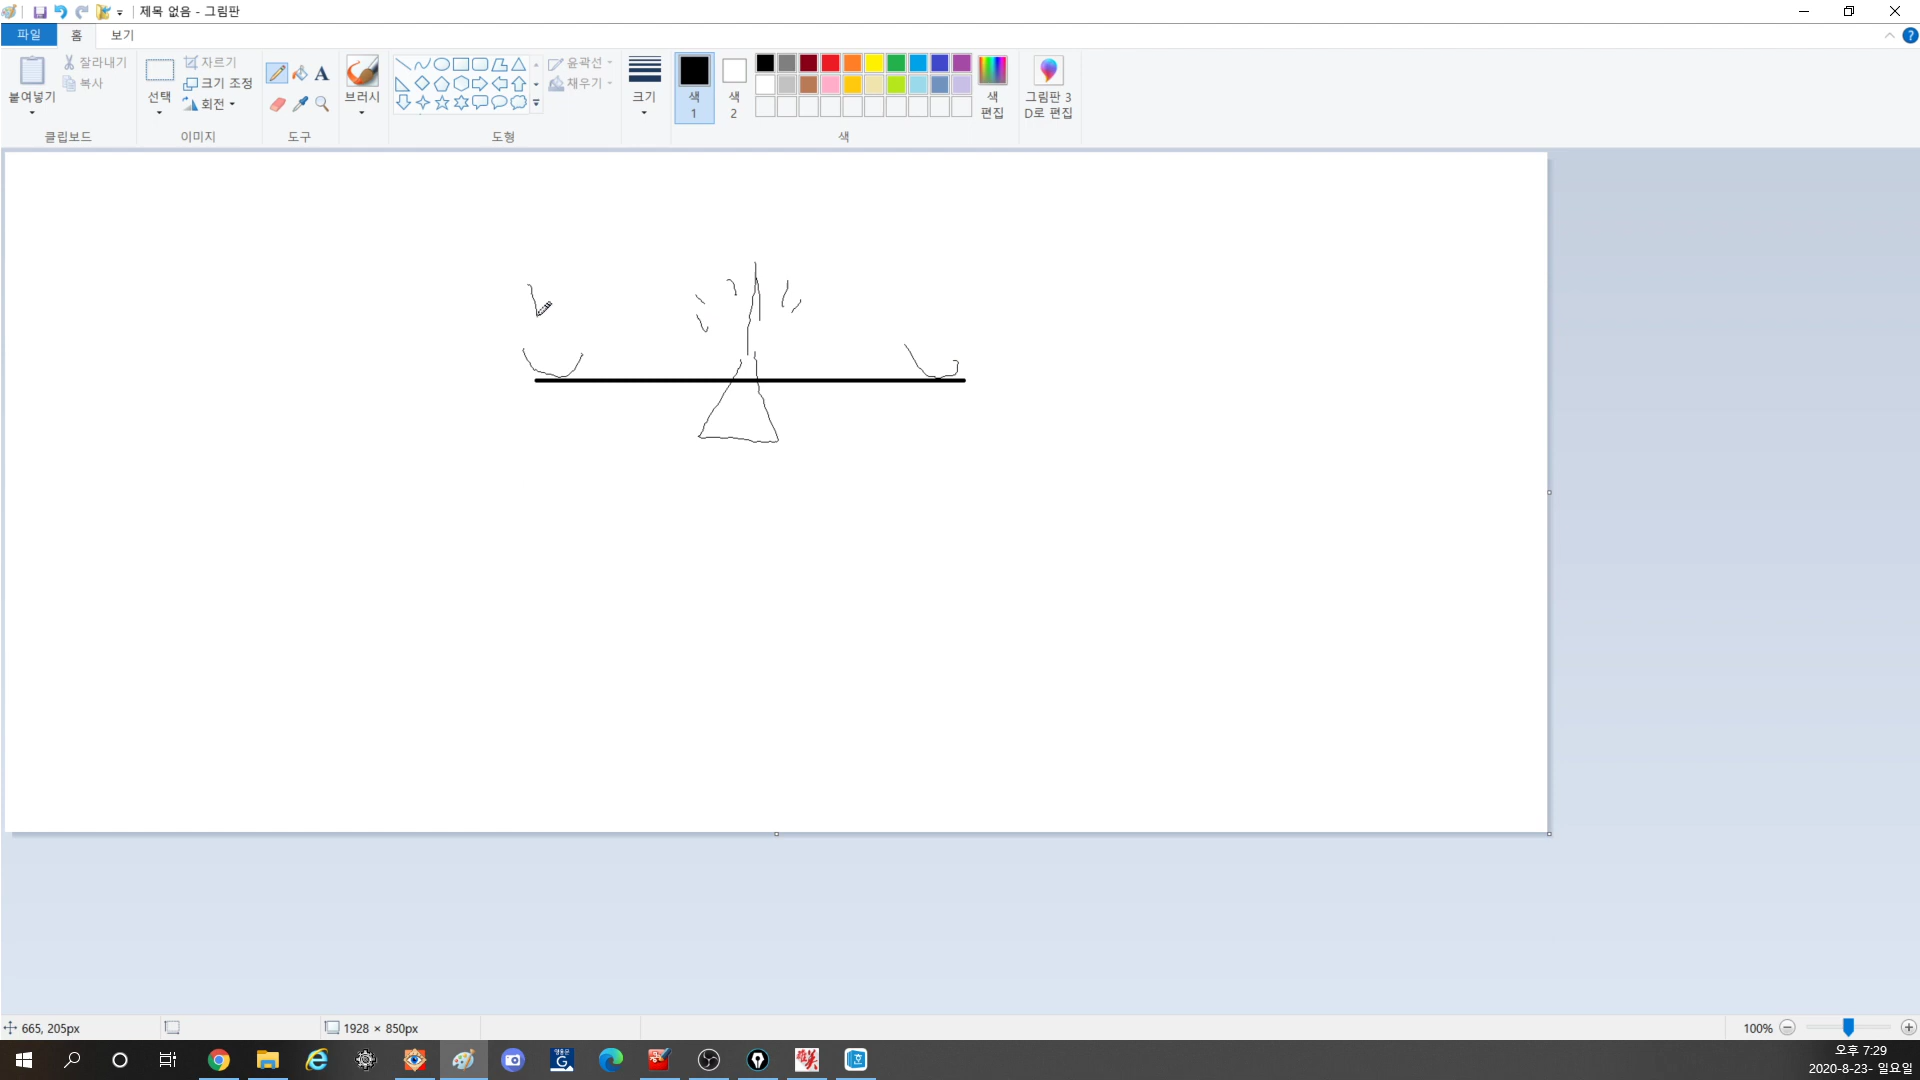 제목 없음 - 그림판
파일 홈 보기
붙여넣기
잘라내기
복사
클립보드
선택
자르기
크기 조정
회전
이미지
A
도구
브러시
윤곽선
채우기
도형
크기
색
1
색
2
색
편집
색
그림판 3
D로 편집
665, 205px
1928 × 850px
100%
오후 7:29
2020-8-23- 일요일